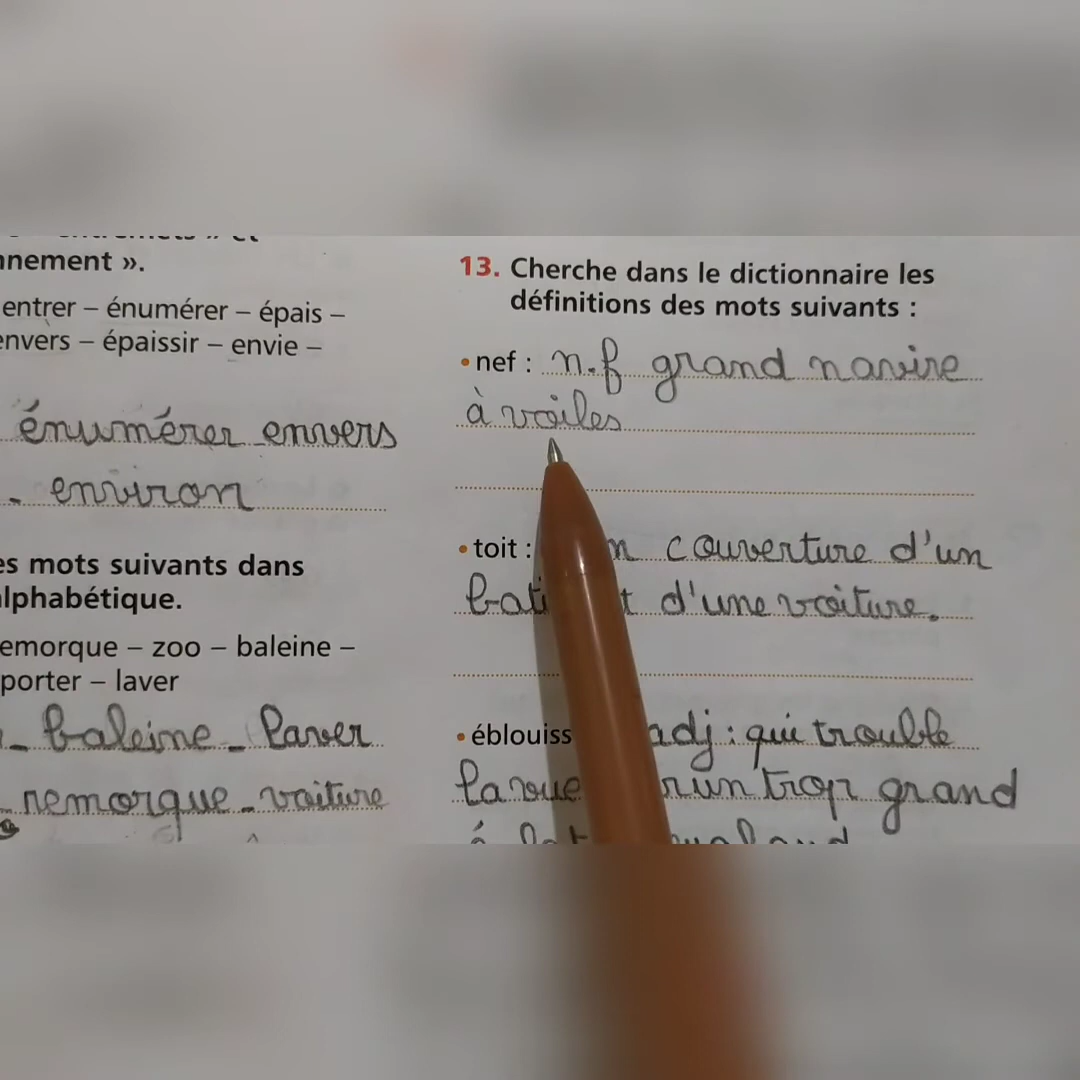 nnement ».
entrer – énumérer – épais –
envers – épaissir – envie –
énumérer envers
- environ
es mots suivants dans
alphabétique.
emorque – zoo – baleine –
porter – laver
- baleine - laver
remorque - voiture
13. Cherche dans le dictionnaire les
définitions des mots suivants :
• nef : n.f grand navire
à voiles
• toit : couverture d'un
d'une voiture.
• éblouiss adj : qui trouble
la vue un trop grand